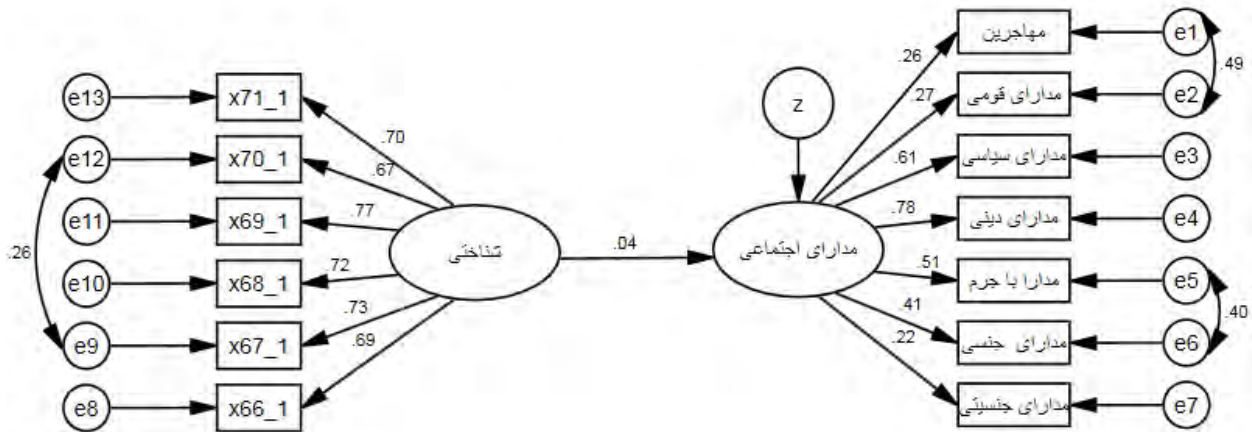 مهاجرین
e1
.26
.49
e13
x71_1
z
مدارای قومی
e2
.27
.70
e12
x70_1
.67
مدارای سیاسی
e3
.61
e11
x69_1
.77
مدارای دینی
e4
.78
.26
شناختی
.04
مدارای اجتماعی
e10
x68_1
.72
مدارا با جرم
e5
.51
.40
e9
x67_1
.73
.41
مدارای جنسی
e6
.69
.22
e8
x66_1
مدارای جنسیتی
e7